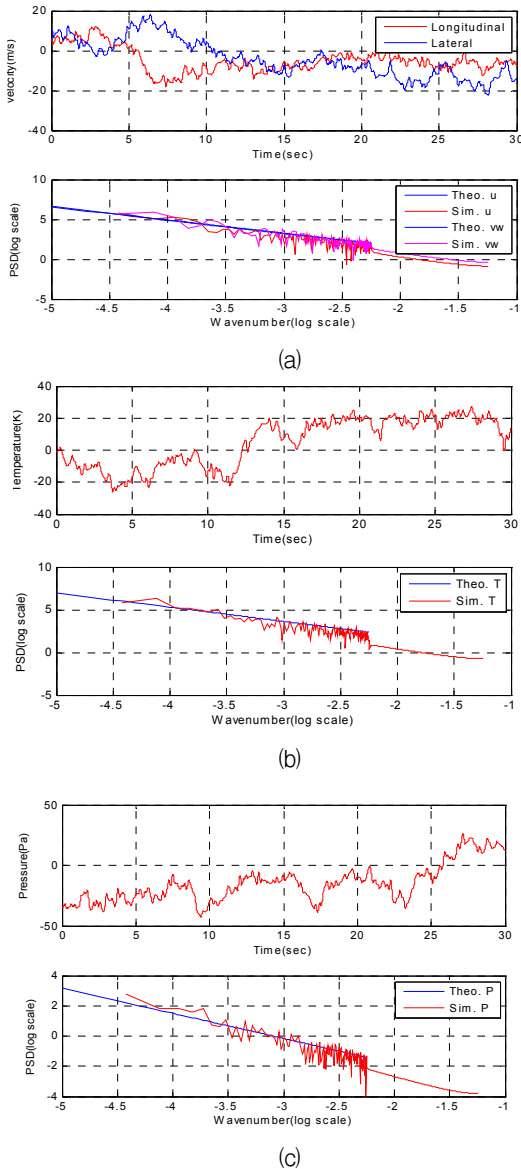 20
0
-20
-40
velocity(m/s)
Longitudinal
Lateral
0 5 10 15 20 25 30
Time(sec)
10
5
0
-5
PSD(log scale)
Theo. u
Sim. u
Theo. vw
Sim. vw
-5 -4.5 -4 -3.5 -3 -2.5 -2 -1.5 -1
Wavenumber(log scale)
(a)
40
20
0
-20
-40
Temperature(K)
0 5 10 15 20 25 30
Time(sec)
10
5
0
-5
PSD(log scale)
Theo. T
Sim. T
-5 -4.5 -4 -3.5 -3 -2.5 -2 -1.5 -1
Wavenumber(log scale)
(b)
50
0
-50
Pressure(Pa)
0 5 10 15 20 25 30
Time(sec)
4
2
0
-2
-4
PSD(log scale)
Theo. P
Sim. P
-5 -4.5 -4 -3.5 -3 -2.5 -2 -1.5 -1
Wavenumber(log scale)
(c)